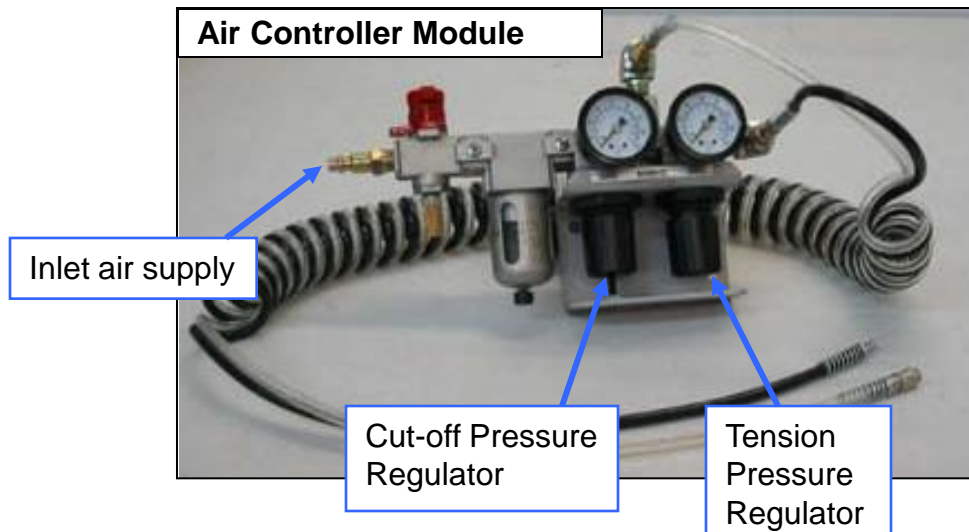 Air Controller Module
Inlet air supply
Cut-off Pressure
Regulator
Tension
Pressure
Regulator